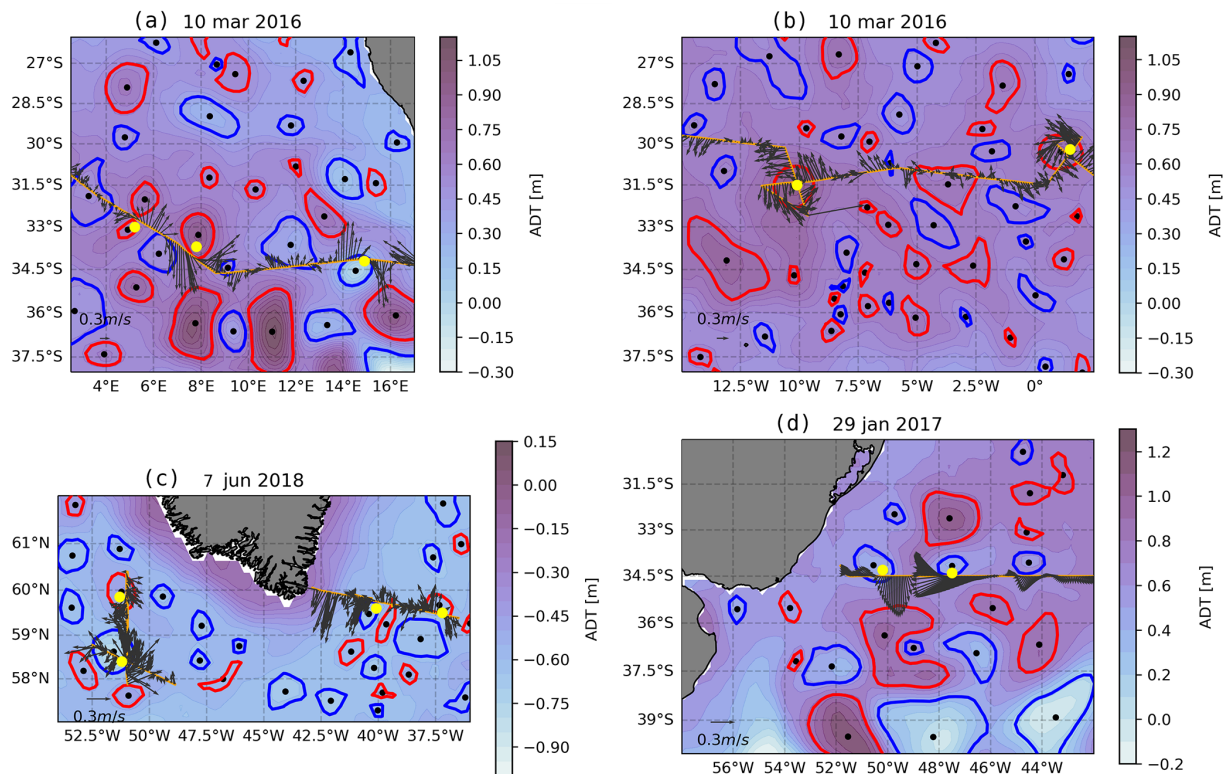 (a) 10 mar 2016
27°S
28.5°S
30°S
31.5°S
33°S
34.5°S
36°S
37.5°S
0.3m/s
4°E 6°E 8°E 10°E 12°E 14°E 16°E
1.05
0.90
0.75
0.60
0.45
0.30
0.15
0.00
−0.15
−0.30
ADT [m]
(b) 10 mar 2016
27°S
28.5°S
30°S
31.5°S
33°S
34.5°S
36°S
37.5°S
0.3m/s
12.5°W 10°W 7.5°W 5°W 2.5°W 0°
1.05
0.90
0.75
0.60
0.45
0.30
0.15
0.00
−0.15
−0.30
ADT [m]
(c) 7 jun 2018
61°N
60°N
59°N
58°N
0.3m/s
52.5°W 50°W 47.5°W 45°W 42.5°W 40°W 37.5°W
0.15
0.00
−0.15
−0.30
−0.45
−0.60
−0.75
−0.90
ADT [m]
(d) 29 jan 2017
31.5°S
33°S
34.5°S
36°S
37.5°S
39°S
0.3m/s
56°W 54°W 52°W 50°W 48°W 46°W 44°W
1.2
1.0
0.8
0.6
0.4
0.2
0.0
−0.2
ADT [m]